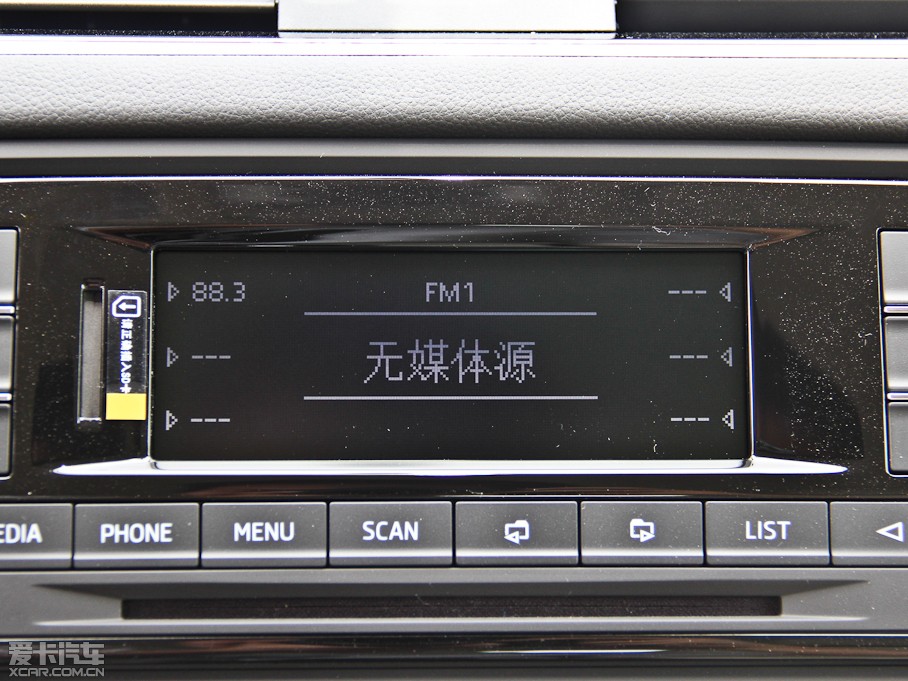 88.3 FM1 ---
--- 无媒体源 ---
--- ---
EDIA PHONE MENU SCAN LIST
爱卡汽车
XCAR.COM.CN